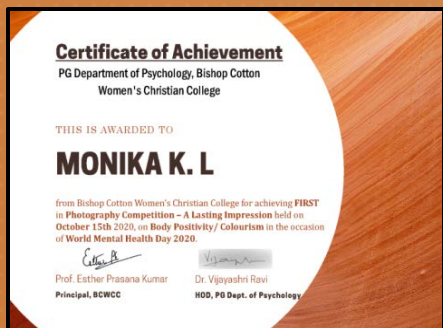 Certificate of Achievement
PG Department of Psychology, Bishop Cotton
Women's Christian College
THIS IS AWARDED TO
MONIKA K. L
from Bishop Cotton Women's Christian College for achieving FIRST
in Photography Competition – A Lasting Impression held on
October 15th 2020, on Body Positivity/ Colourism in the occasion
of World Mental Health Day 2020.
Esther Pk
Vijayshri
Prof. Esther Prasana Kumar
Dr. Vijayashri Ravi
Principal, BCWCC
HOD, PG Dept. of Psychology